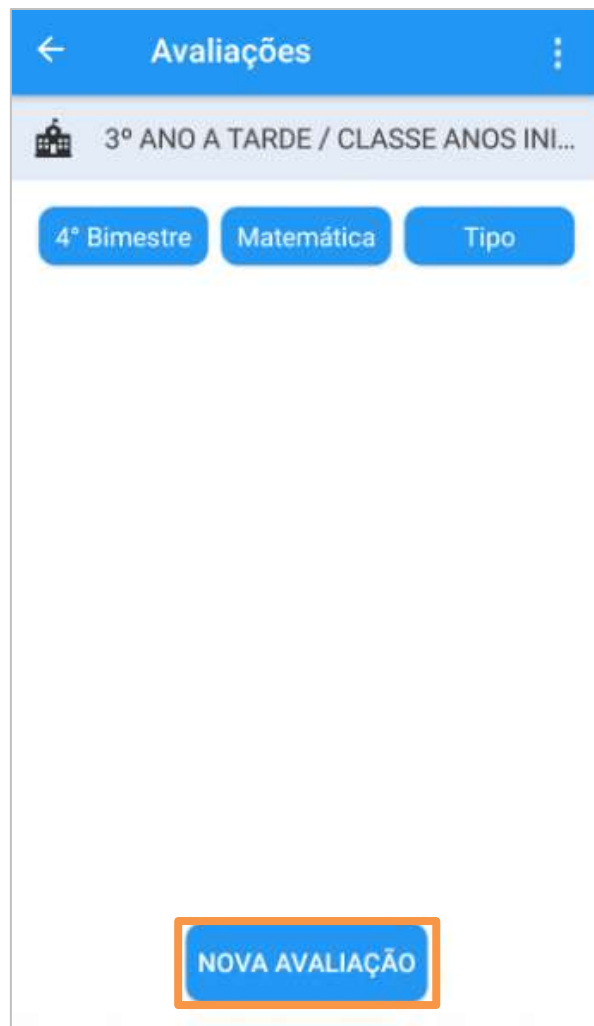 Avaliações
3º ANO A TARDE / CLASSE ANOS INI...
4° Bimestre Matemática Tipo
NOVA AVALIAÇÃO